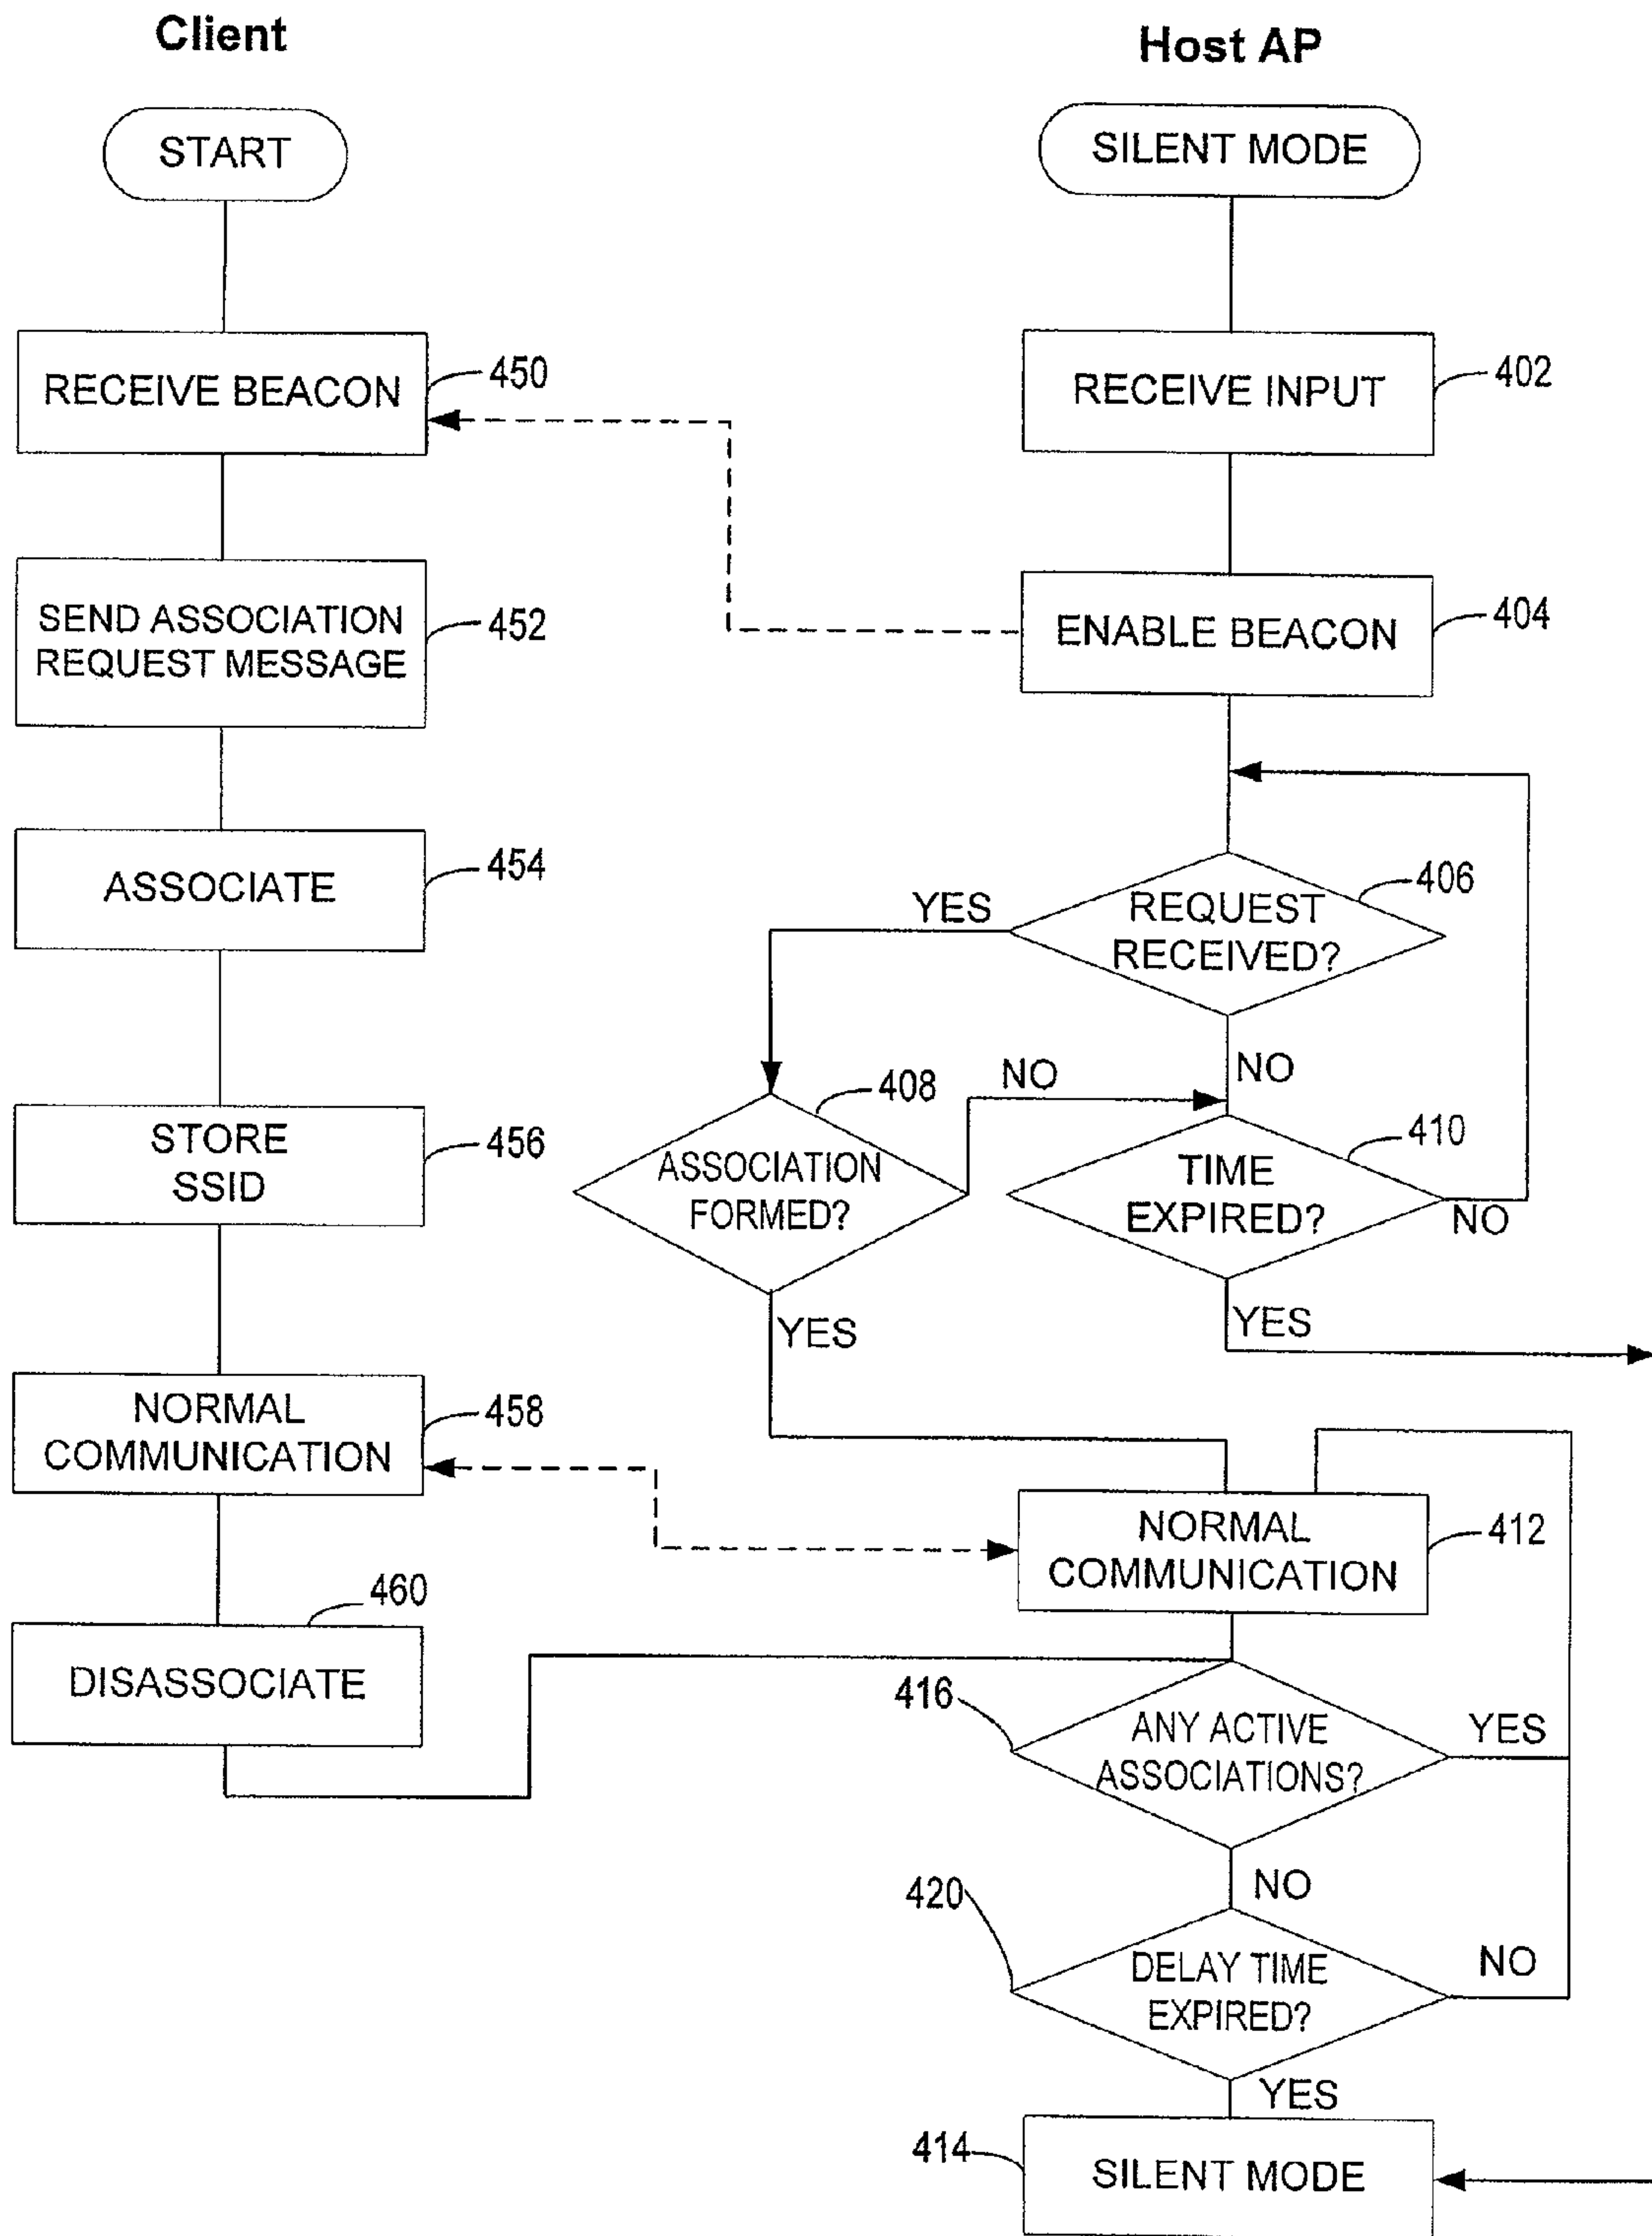 Client
START
RECEIVE BEACON
450
SEND ASSOCIATION
REQUEST MESSAGE
452
ASSOCIATE
454
STORE
SSID
456
NORMAL
COMMUNICATION
458
DISASSOCIATE
460
Host AP
SILENT MODE
RECEIVE INPUT
402
ENABLE BEACON
404
REQUEST
RECEIVED?
406
YES
NO
ASSOCIATION
FORMED?
408
NO
YES
TIME
EXPIRED?
410
NO
YES
NORMAL
COMMUNICATION
412
ANY ACTIVE
ASSOCIATIONS?
416
YES
NO
DELAY TIME
EXPIRED?
420
NO
YES
SILENT MODE
414